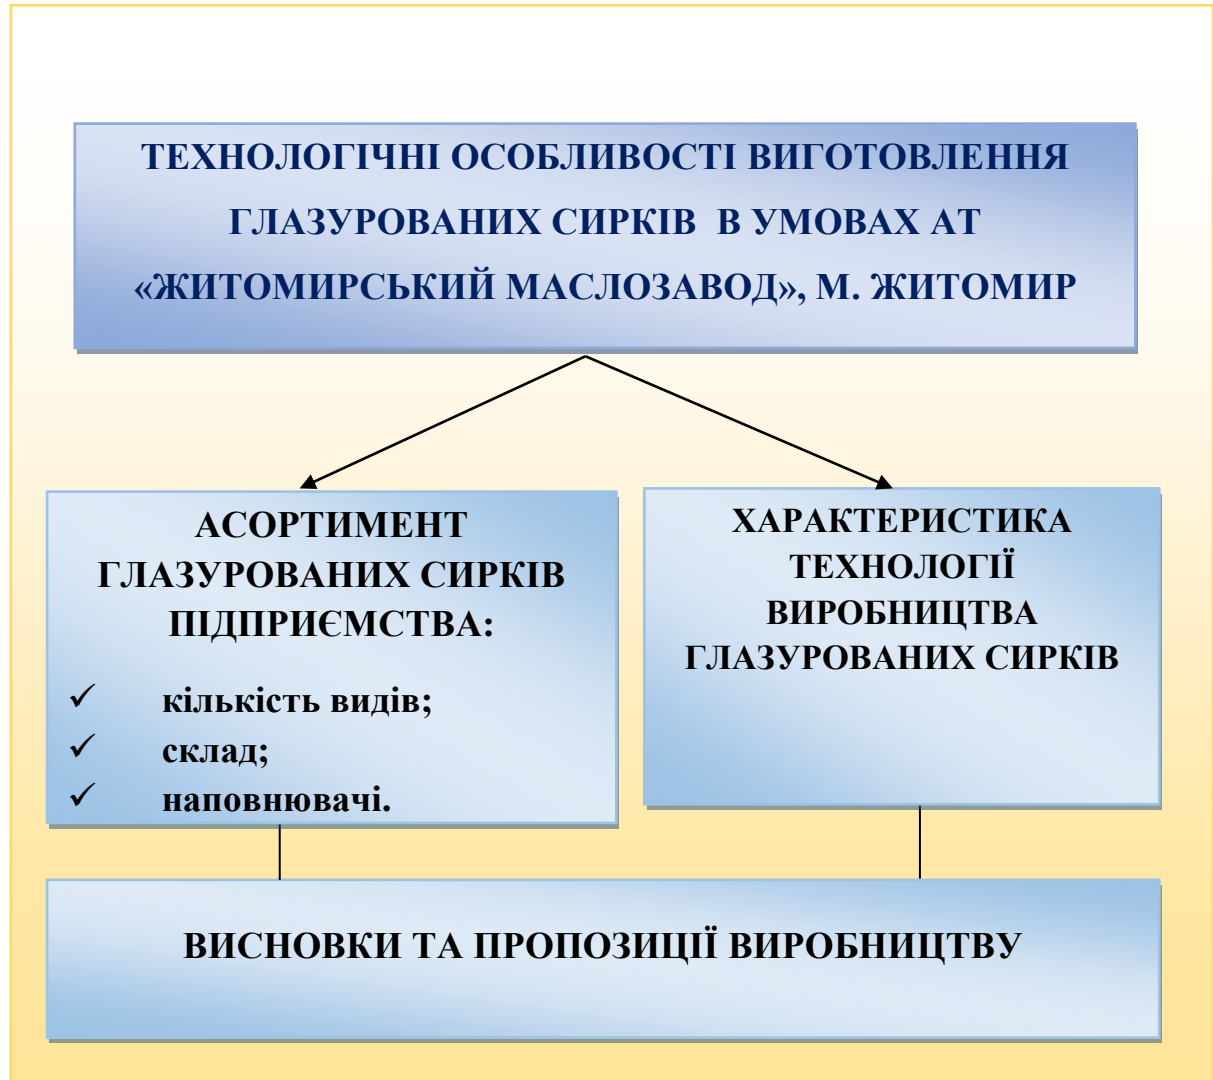 ТЕХНОЛОГІЧНІ ОСОБЛИВОСТІ ВИГОТОВЛЕННЯ
ГЛАЗУРОВАНИХ СИРКІВ В УМОВАХ АТ
«ЖИТОМИРСЬКИЙ МАСЛОЗАВОД», М. ЖИТОМИР
АСОРТИМЕНТ
ГЛАЗУРОВАНИХ СИРКІВ
ПІДПРИЄМСТВА:
✓ кількість видів;
✓ склад;
✓ наповнювачі.
ХАРАКТЕРИСТИКА
ТЕХНОЛОГІЇ
ВИРОБНИЦТВА
ГЛАЗУРОВАНИХ СИРКІВ
ВИСНОВКИ ТА ПРОПОЗИЦІЇ ВИРОБНИЦТВУ